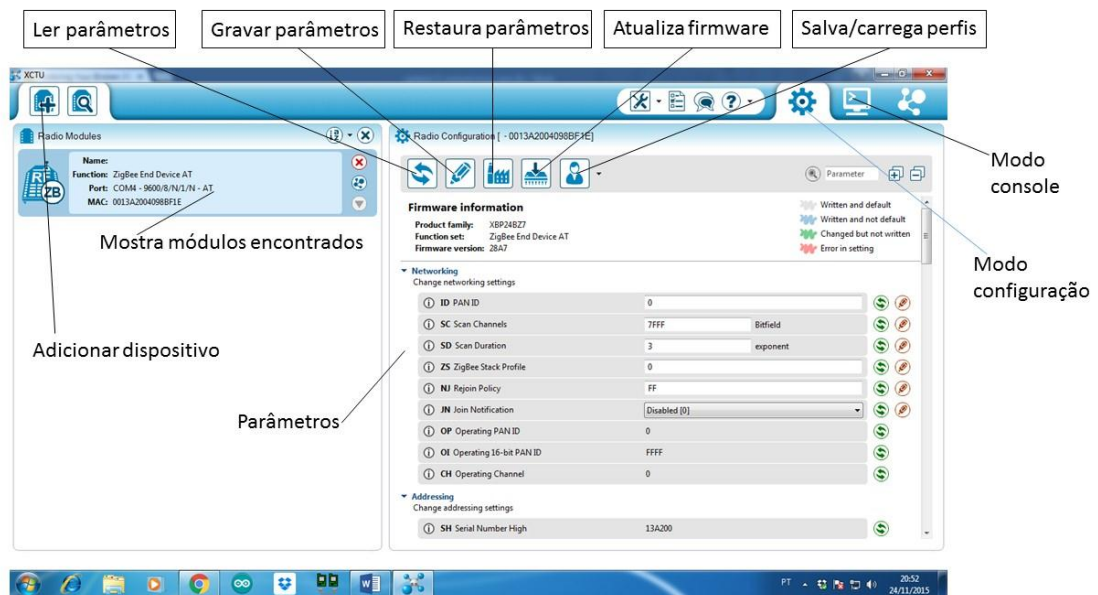 Ler parâmetros
Gravar parâmetros
Restaura parâmetros
Atualiza firmware
Salva/carrega perfis
XCTU
Radio Modules
Radio Configuration [ - 0013A2004098BF1E]
Name:
Function: ZigBee End Device AT
Port: COM4 - 9600/8/N/1/N - AT
MAC: 0013A2004098BF1E
Mostra módulos encontrados
Adicionar dispositivo
Parâmetros
Parameter
Firmware information
Product family: XBP24BZ7
Function set: ZigBee End Device AT
Firmware version: 28A7
Written and default
Written and not default
Changed but not written
Error in setting
Networking
Change networking settings
ID PAN ID 0
SC Scan Channels 7FFF Bitfield
SD Scan Duration 3 exponent
ZS ZigBee Stack Profile 0
NJ Rejoin Policy FF
JN Join Notification Disabled [0]
OP Operating PAN ID 0
OI Operating 16-bit PAN ID FFFF
CH Operating Channel 0
Addressing
Change addressing settings
SH Serial Number High 13A200
Modo
console
Modo
configuração
PT
20:52
24/11/2015